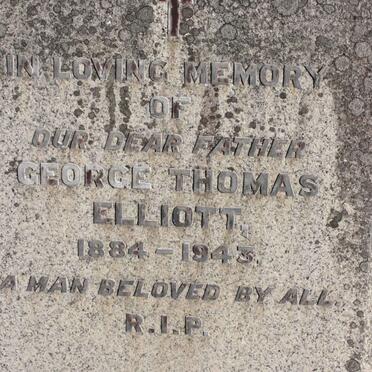 IN LOVING MEMORY
OF
OUR DEAR FATHER
GEORGE THOMAS
ELLIOTT,
1884-1943.
A MAN BELOVED BY ALL.
R.I.P.